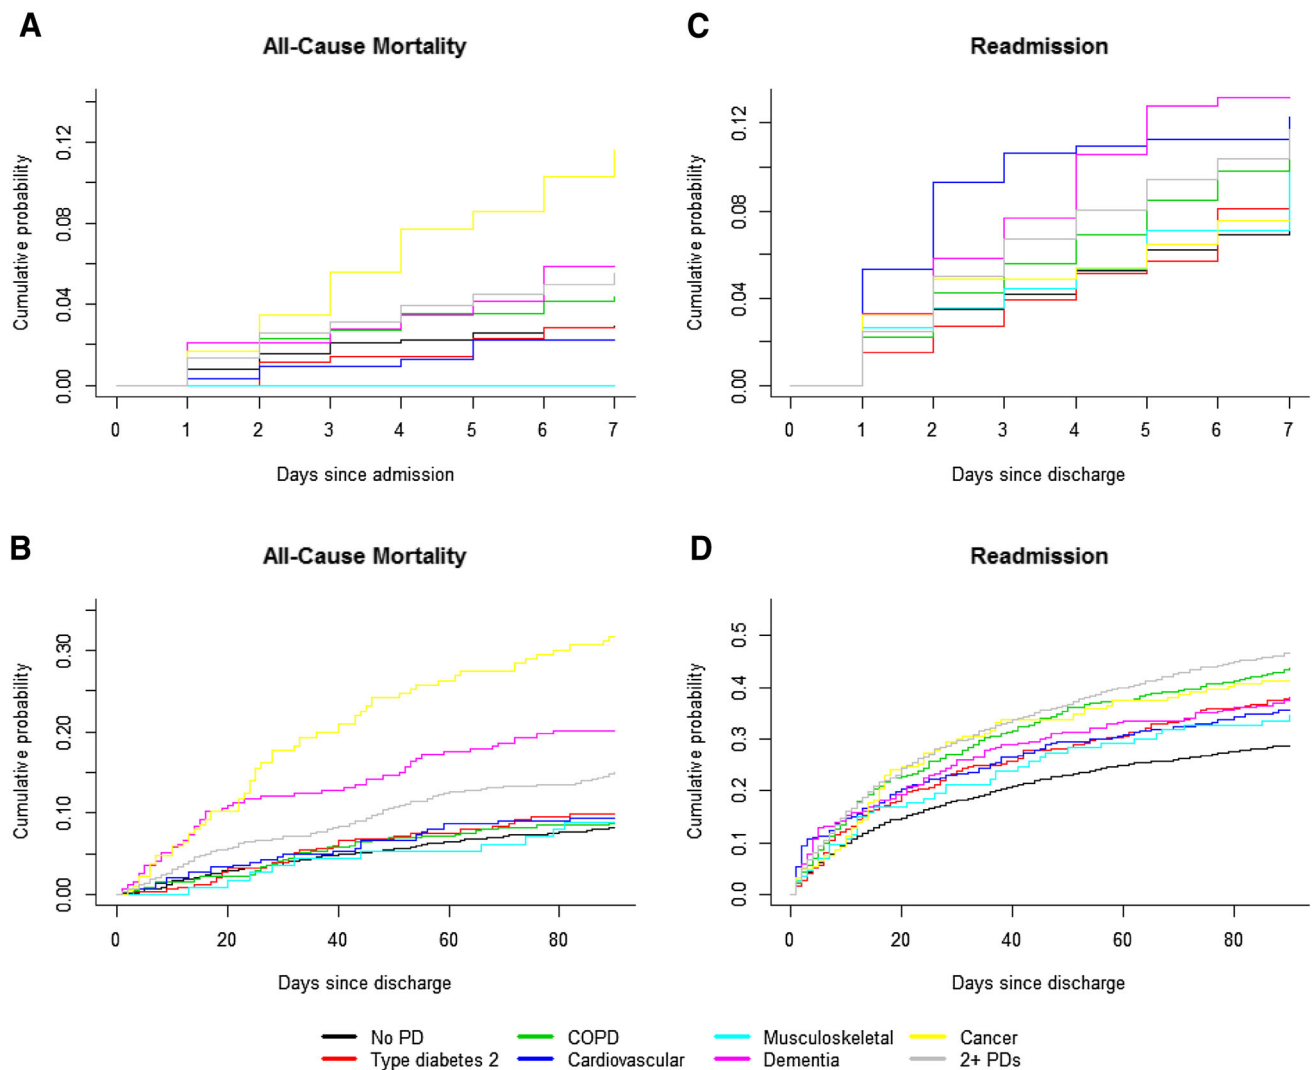 A
All-Cause Mortality
Cumulative probability
0.12
0.08
0.04
0.00
0 1 2 3 4 5 6 7
Days since admission
C
Readmission
Cumulative probability
0.12
0.08
0.04
0.00
0 1 2 3 4 5 6 7
Days since discharge
B
All-Cause Mortality
Cumulative probability
0.30
0.20
0.10
0.00
0 20 40 60 80
Days since discharge
D
Readmission
Cumulative probability
0.5
0.4
0.3
0.2
0.1
0.0
0 20 40 60 80
Days since discharge
No PD COPD Musculoskeletal Cancer
Type diabetes 2 Cardiovascular Dementia 2+ PDs